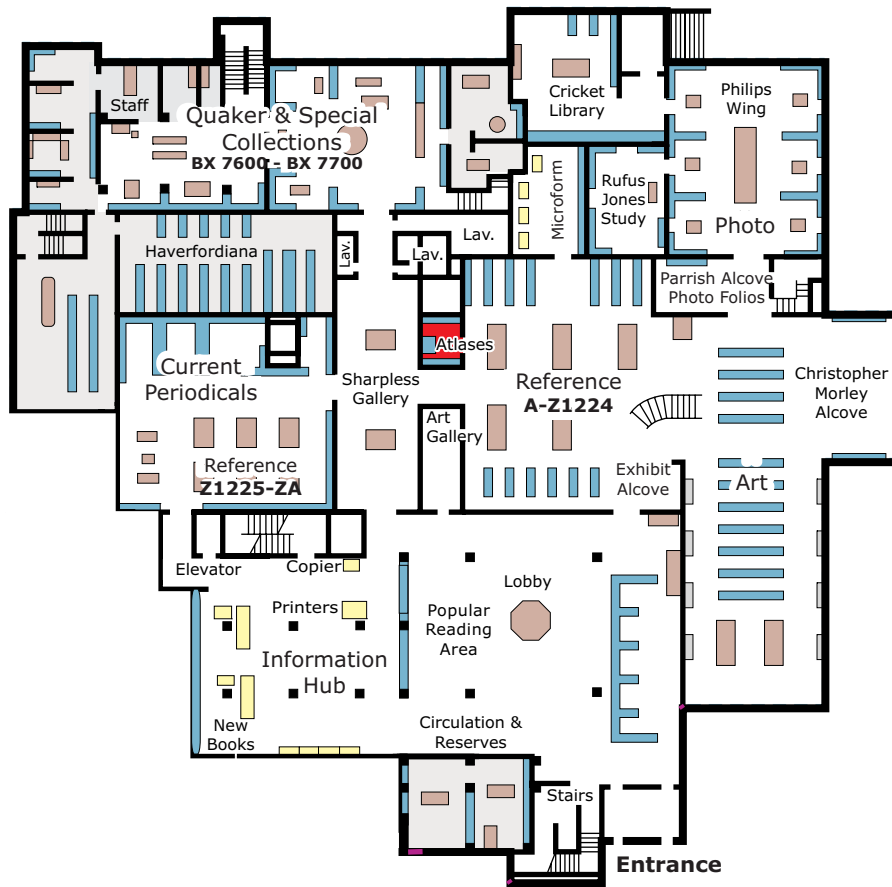 Staff
Quaker & Special
Collections
BX 7600 - BX 7700
Cricket
Library
Philips
Wing
Microform
Rufus
Jones
Study
Photo
Haverfordiana
Lav.
Lav.
Lav.
Parrish Alcove
Photo Folios
Current
Periodicals
Sharpless
Gallery
Atlases
Reference
A-Z1224
Christopher
Morley
Alcove
Art
Gallery
Reference
Z1225-ZA
Exhibit
Alcove
Art
Elevator
Copier
Printers
Lobby
Popular
Reading
Area
Information
Hub
New
Books
Circulation &
Reserves
Stairs
Entrance